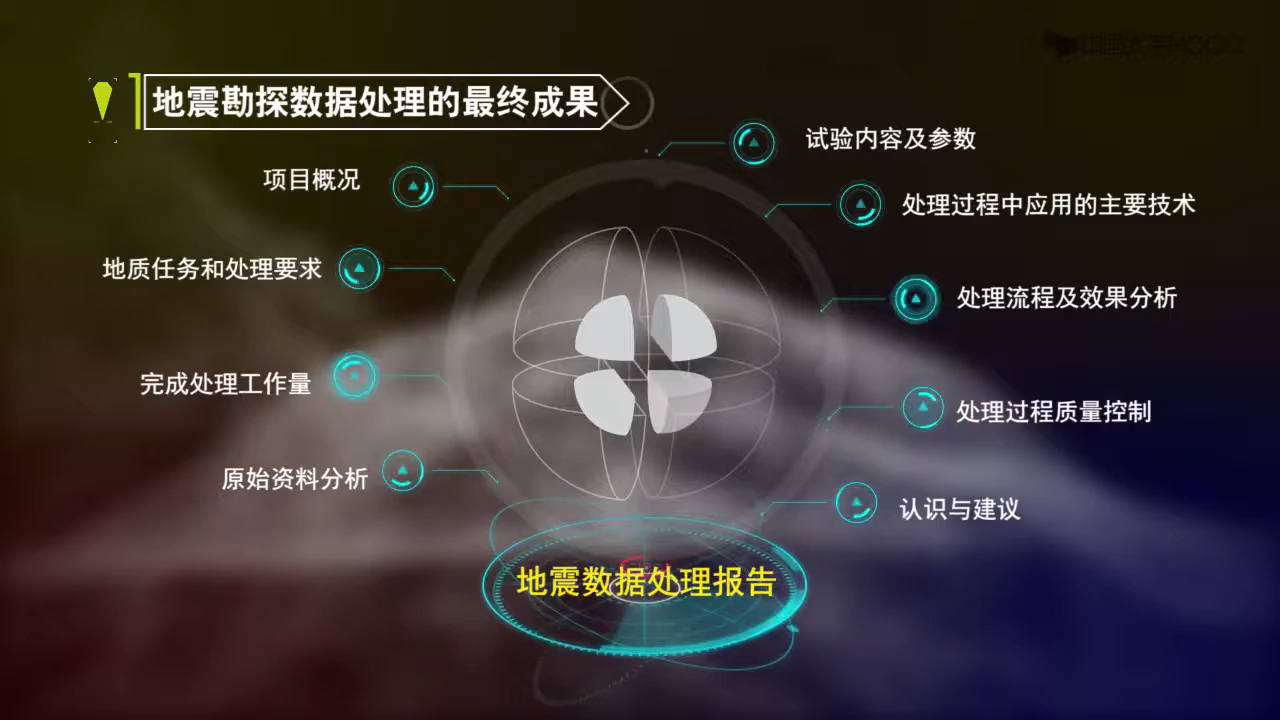 地震勘探数据处理的最终成果
项目概况
地质任务和处理要求
完成处理工作量
原始资料分析
试验内容及参数
处理过程中应用的主要技术
处理流程及效果分析
处理过程质量控制
认识与建议
地震数据处理报告